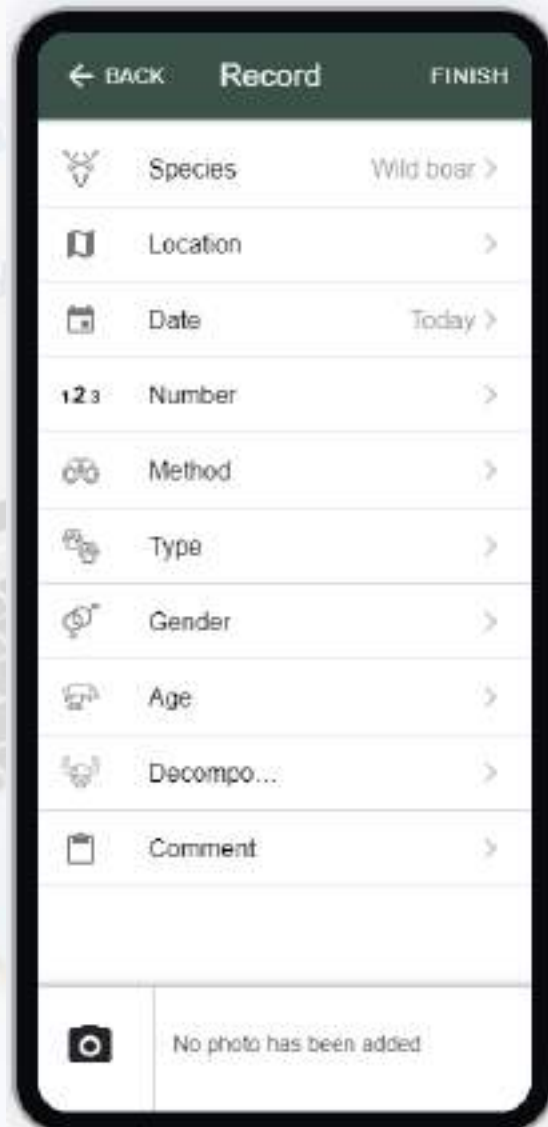 ← BACK Record FINISH
Species Wild boar >
Location >
Date Today >
123 Number >
Method >
Type >
Gender >
Age >
Decompo... >
Comment >
No photo has been added